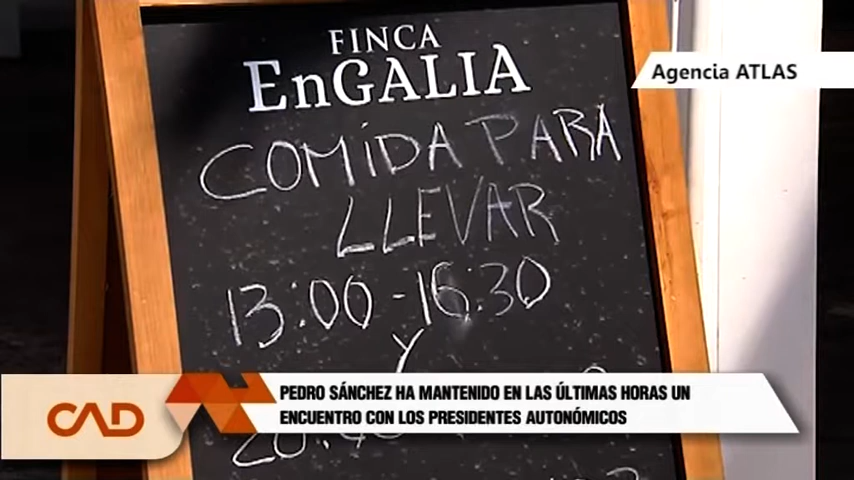 FINCA
EnGALIA
Agencia ATLAS
COMIDA PARA
LLEVAR
13:00 - 16:30
Y
PEDRO SÁNCHEZ HA MANTENIDO EN LAS ÚLTIMAS HORAS UN
ENCUENTRO CON LOS PRESIDENTES AUTONÓMICOS
CAD